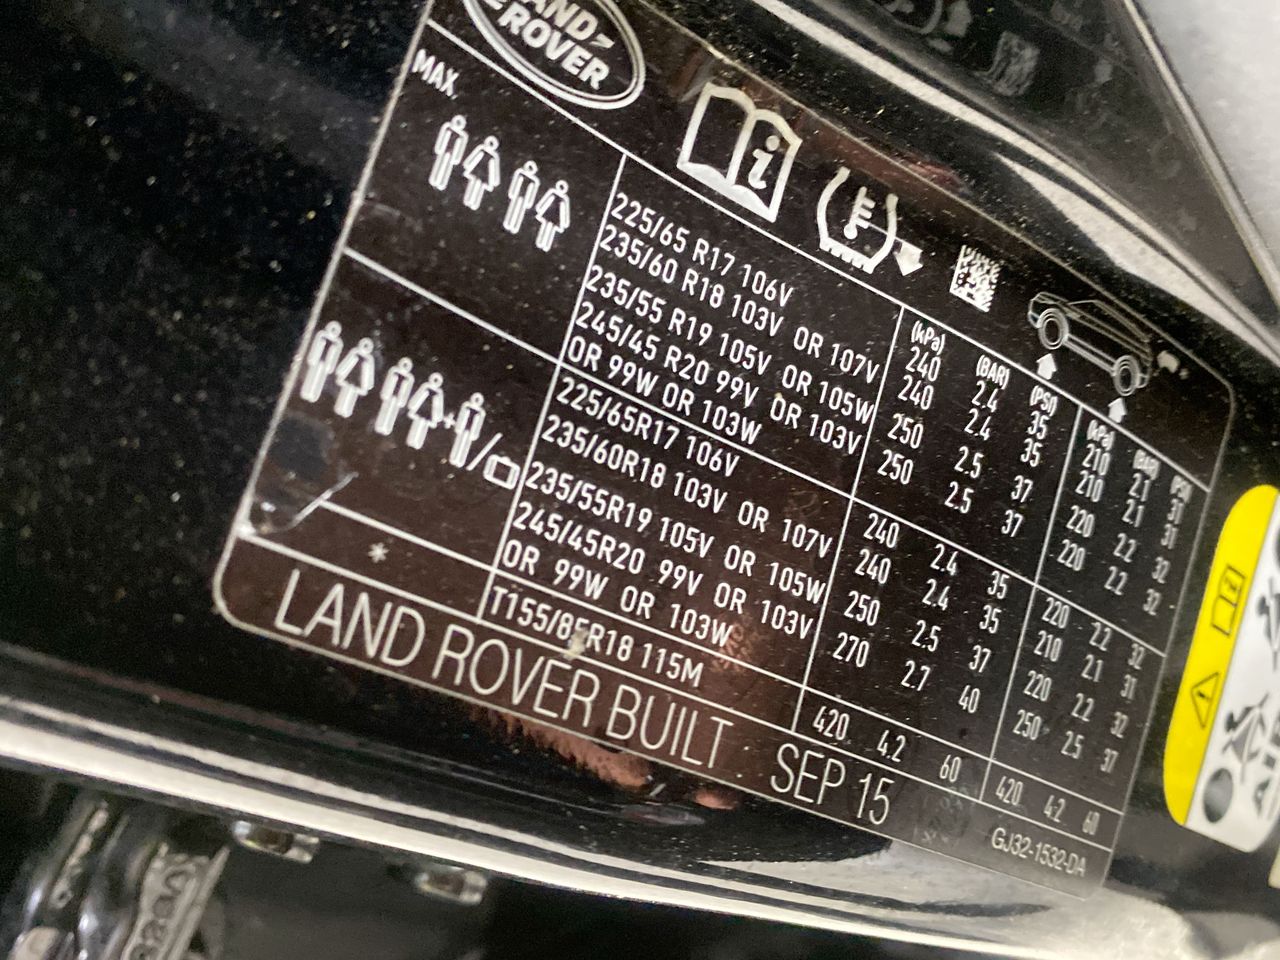 LAND
ROVER
MAX.
(kPa) (BAR) (PSI) (kPa) (BAR) (PSI)
225/65 R17 106V 240 2.4 35 210 2.1 31
235/60 R18 103V OR 107V 240 2.4 35 210 2.1 31
235/55 R19 105V OR 105W 250 2.5 37 220 2.2 32
245/45 R20 99V OR 103V 250 2.5 37 220 2.2 32
OR 99W OR 103W
225/65R17 106V 240 2.4 35 220 2.2 32
235/60R18 103V OR 107V 240 2.4 35 210 2.1 31
235/55R19 105V OR 105W 250 2.5 37 220 2.2 32
245/45R20 99V OR 103V 270 2.7 40 250 2.5 37
OR 99W OR 103W
* T155/85R18 115M 420 4.2 60 420 4.2 60
LAND ROVER BUILT SEP 15
GJ32-1532-DA